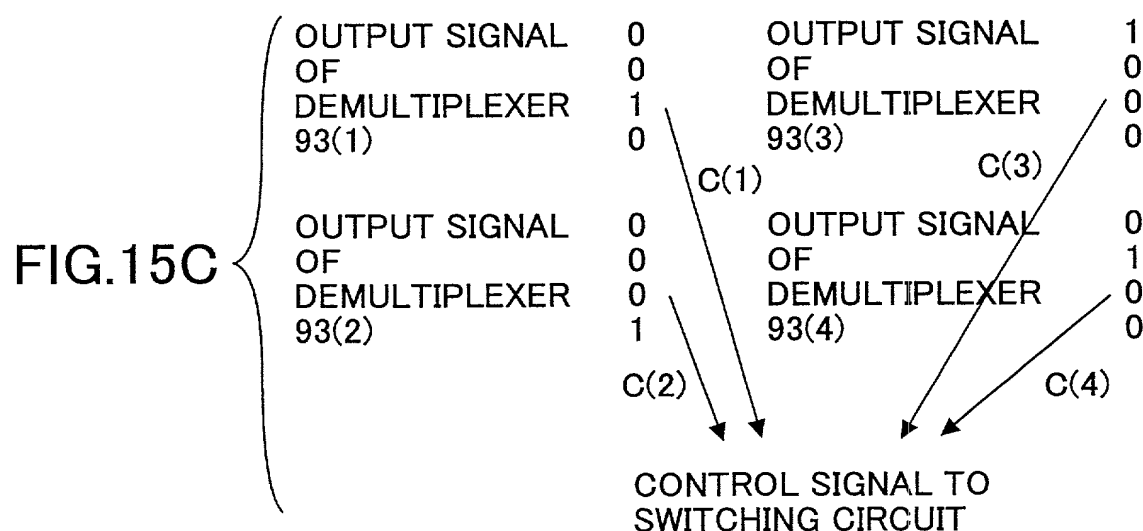 FIG.15C
OUTPUT SIGNAL 0
OF 0
DEMULTIPLEXER 1
93(1) 0
OUTPUT SIGNAL 1
OF 0
DEMULTIPLEXER 0
93(3) 0
C(1)
C(3)
OUTPUT SIGNAL 0
OF 0
DEMULTIPLEXER 0
93(2) 1
OUTPUT SIGNAL 0
OF 1
DEMULTIPLEXER 0
93(4) 0
C(2)
C(4)
CONTROL SIGNAL TO
SWITCHING CIRCUIT